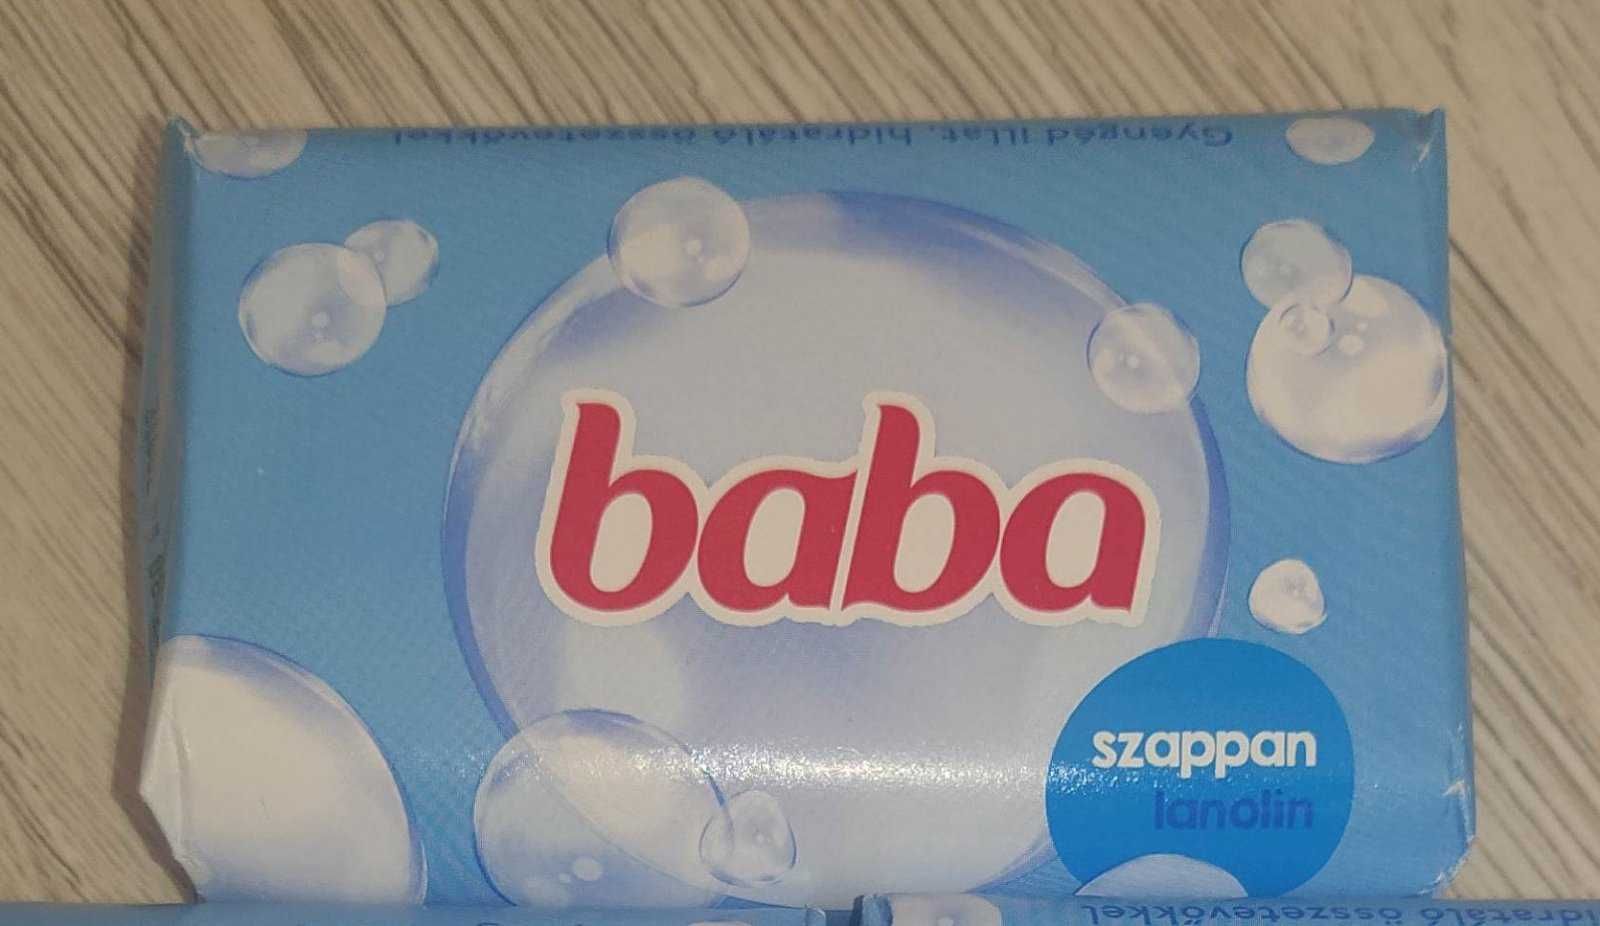 Gyengéd illat, hidratáló összetevőkkel
baba
szappan
lanolin
hidratáló összetevőkkel